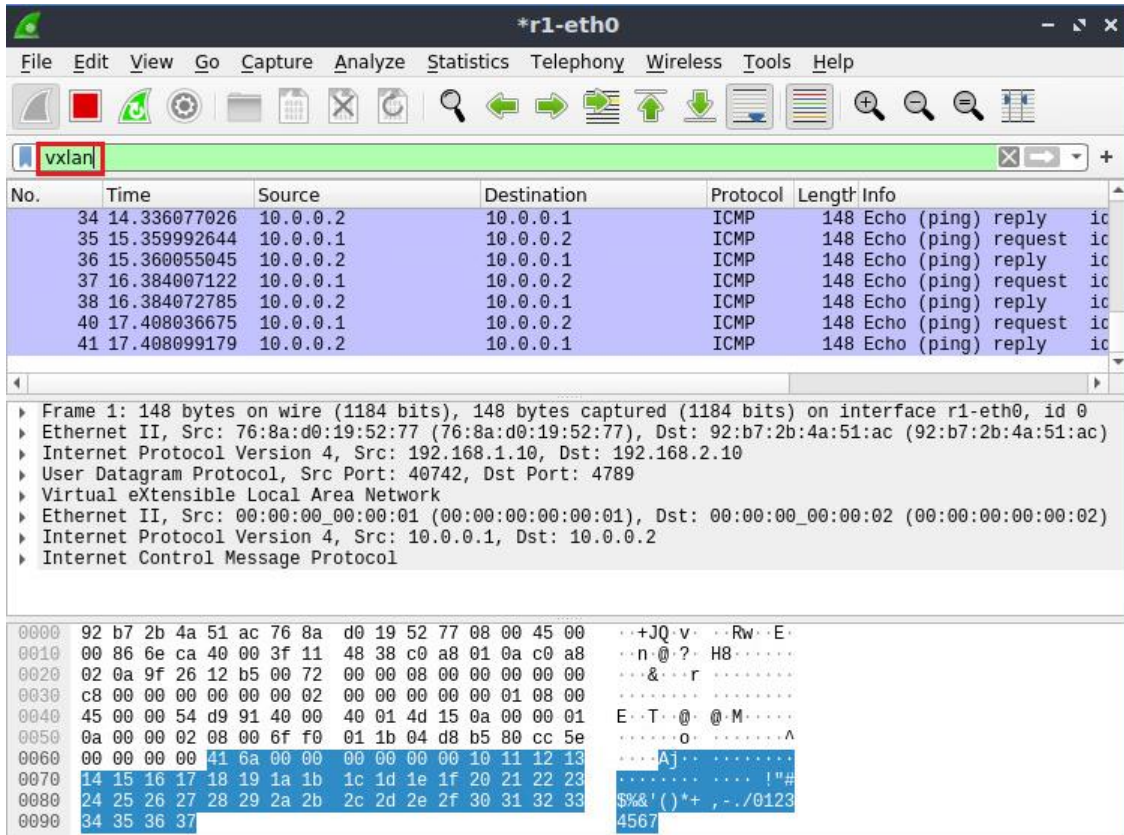 *r1-eth0
File Edit View Go Capture Analyze Statistics Telephony Wireless Tools Help
vxlan
No. Time Source Destination Protocol Length Info
34 14.336077026 10.0.0.2 10.0.0.1 ICMP 148 Echo (ping) reply id
35 15.359992644 10.0.0.1 10.0.0.2 ICMP 148 Echo (ping) request id
36 15.360055045 10.0.0.2 10.0.0.1 ICMP 148 Echo (ping) reply id
37 16.384007122 10.0.0.1 10.0.0.2 ICMP 148 Echo (ping) request id
38 16.384072785 10.0.0.2 10.0.0.1 ICMP 148 Echo (ping) reply id
40 17.408036675 10.0.0.1 10.0.0.2 ICMP 148 Echo (ping) request id
41 17.408099179 10.0.0.2 10.0.0.1 ICMP 148 Echo (ping) reply id
Frame 1: 148 bytes on wire (1184 bits), 148 bytes captured (1184 bits) on interface r1-eth0, id 0
Ethernet II, Src: 76:8a:d0:19:52:77 (76:8a:d0:19:52:77), Dst: 92:b7:2b:4a:51:ac (92:b7:2b:4a:51:ac)
Internet Protocol Version 4, Src: 192.168.1.10, Dst: 192.168.2.10
User Datagram Protocol, Src Port: 40742, Dst Port: 4789
Virtual eXtensible Local Area Network
Ethernet II, Src: 00:00:00_00:00:01 (00:00:00:00:00:01), Dst: 00:00:00_00:00:02 (00:00:00:00:00:02)
Internet Protocol Version 4, Src: 10.0.0.1, Dst: 10.0.0.2
Internet Control Message Protocol
0000 92 b7 2b 4a 51 ac 76 8a d0 19 52 77 08 00 45 00 ··+JQ·v· ··Rw··E·
0010 00 86 6e ca 40 00 3f 11 48 38 c0 a8 01 0a c0 a8 ··n·@·?· H8······
0020 02 0a 9f 26 12 b5 00 72 00 00 08 00 00 00 00 00 ···&···r ········
0030 c8 00 00 00 00 00 00 02 00 00 00 00 00 01 08 00 ········ ········
0040 45 00 00 54 d9 91 40 00 40 01 4d 15 0a 00 00 01 E··T··@· @·M·····
0050 0a 00 00 02 08 00 6f f0 01 1b 04 d8 b5 80 cc 5e ······o· ·······^
0060 00 00 00 00 41 6a 00 00 00 00 00 00 10 11 12 13 ····Aj·· ········
0070 14 15 16 17 18 19 1a 1b 1c 1d 1e 1f 20 21 22 23 ········ ···· !"#
0080 24 25 26 27 28 29 2a 2b 2c 2d 2e 2f 30 31 32 33 $%&'()*+ ,-./0123
0090 34 35 36 37 4567